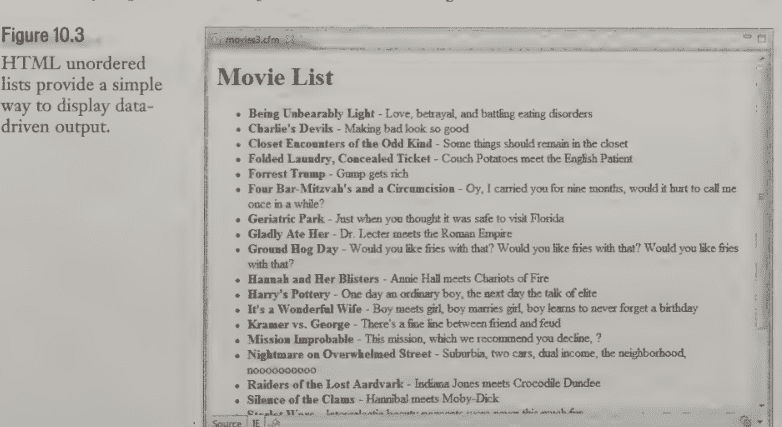 Figure 10.3
HTML unordered
lists provide a simple
way to display data-
driven output.
movies3.cfm
Movie List
• Being Unbearably Light - Love, betrayal, and battling eating disorders
• Charlie's Devils - Making bad look so good
• Closet Encounters of the Odd Kind - Some things should remain in the closet
• Folded Laundry, Concealed Ticket - Couch Potatoes meet the English Patient
• Forrest Trump - Gump gets rich
• Four Bar-Mitzvah's and a Circumcision - Oy, I carried you for nine months, would it hurt to call me
once in a while?
• Geriatric Park - Just when you thought it was safe to visit Florida
• Gladly Ate Her - Dr. Lecter meets the Roman Empire
• Ground Hog Day - Would you like fries with that? Would you like fries with that? Would you like fries
with that?
• Hannah and Her Blisters - Annie Hall meets Chariots of Fire
• Harry's Pottery - One day an ordinary boy, the next day the talk of elite
• It's a Wonderful Wife - Boy meets girl, boy marries girl, boy learns to never forget a birthday
• Kramer vs. George - There's a fine line between friend and feud
• Mission Improbable - This mission, which we recommend you decline, ?
• Nightmare on Overwhelmed Street - Suburbia, two cars, dual income, the neighborhood,
noooooooooo
• Raiders of the Lost Aardvark - Indiana Jones meets Crocodile Dundee
• Silence of the Clams - Hannibal meets Moby-Dick
Source IE